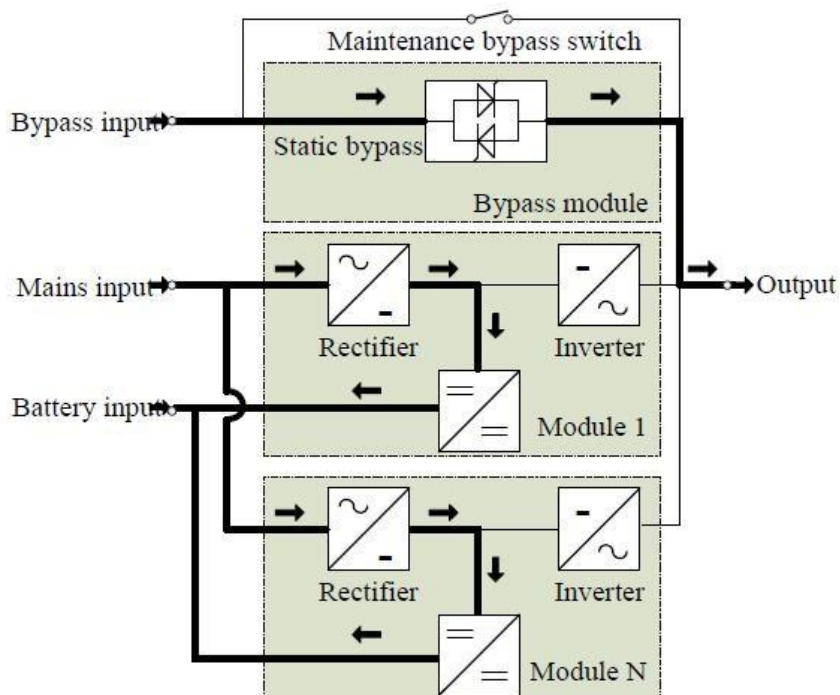 Maintenance bypass switch
Bypass input
Static bypass
Bypass module
Mains input
Output
Rectifier
Inverter
Battery input
Module 1
Rectifier
Inverter
Module N